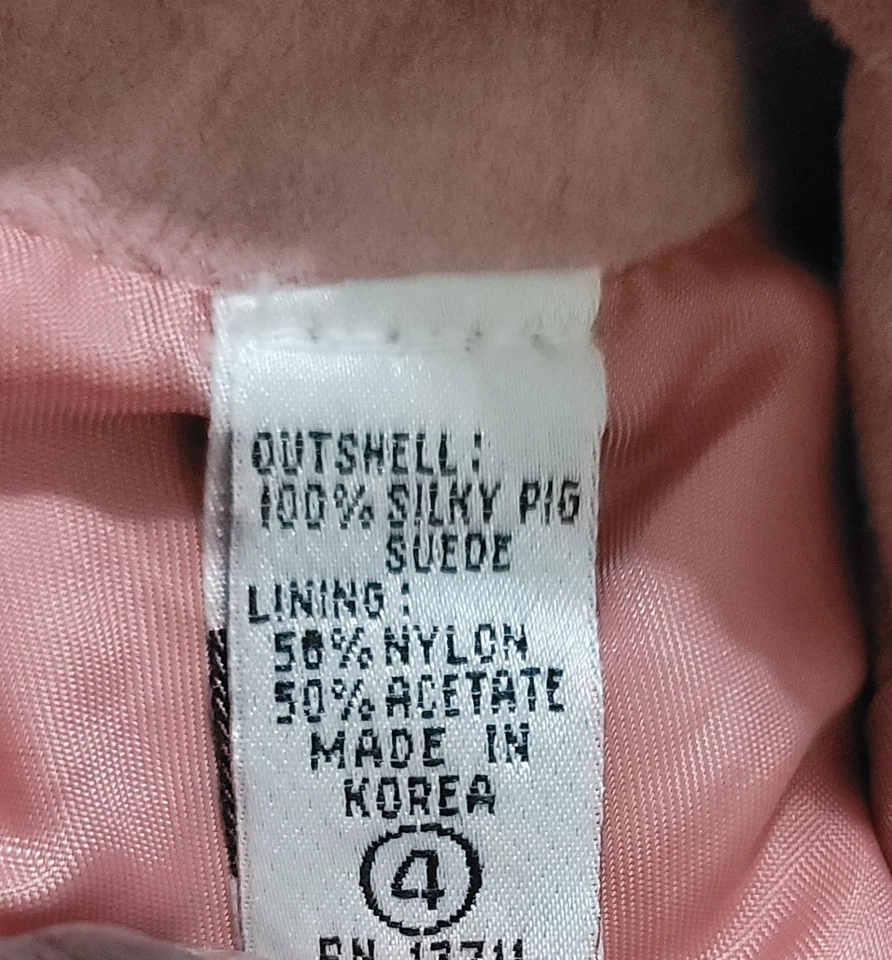 OUTSHELL:
100% SILKY PIG
SUEDE
LINING:
50% NYLON
50% ACETATE
MADE IN
KOREA
4